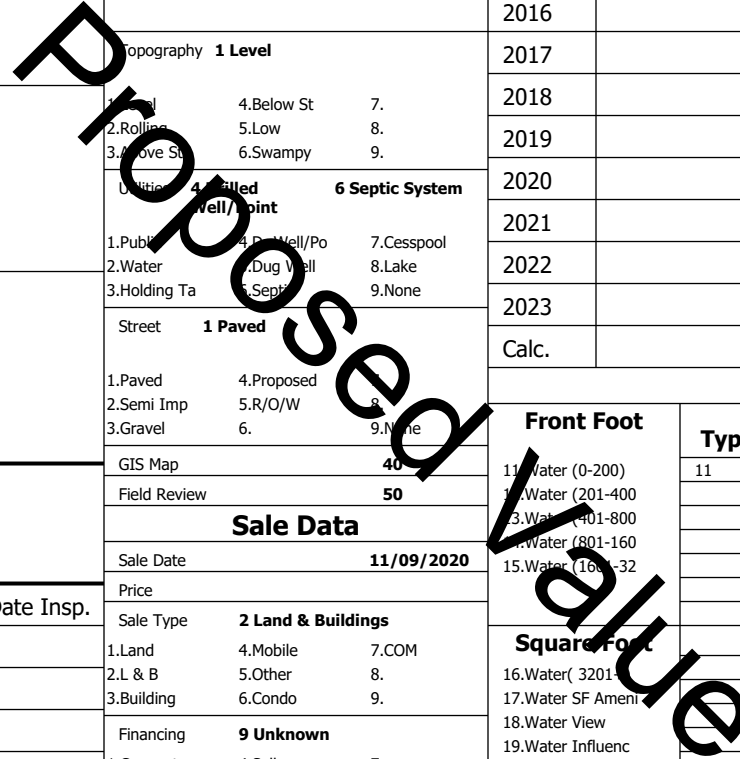 Topography 1 Level
1.Level 4.Below St 7.
2.Rolling 5.Low 8.
3.Above St 6.Swampy 9.
Utilities 4 Drilled Well/Point 6 Septic System
1.Public 4.Dr Well/Po 7.Cesspool
2.Water 5.Dug Well 8.Lake
3.Holding Ta 6.Septic 9.None
Street 1 Paved
1.Paved 4.Proposed 7.
2.Semi Imp 5.R/O/W 8.
3.Gravel 6. 9.None
GIS Map 40
Field Review 50
Sale Data
Sale Date 11/09/2020
Price
Sale Type 2 Land & Buildings
1.Land 4.Mobile 7.COM
2.L & B 5.Other 8.
3.Building 6.Condo 9.
Financing 9 Unknown
Date Insp.
2016
2017
2018
2019
2020
2021
2022
2023
Calc.
Front Foot
Typ
11.Water (0-200) 11
12.Water (201-400
13.Water (401-800
14.Water (801-160
15.Water (1601-32
Square Foot
16.Water( 3201-
17.Water SF Ameni
18.Water View
19.Water Influenc
Proposed Value